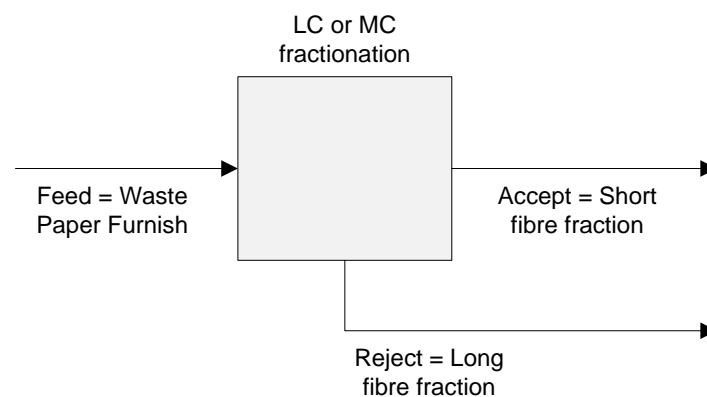 LC or MC
fractionation
Feed = Waste
Paper Furnish
Accept = Short
fibre fraction
Reject = Long
fibre fraction